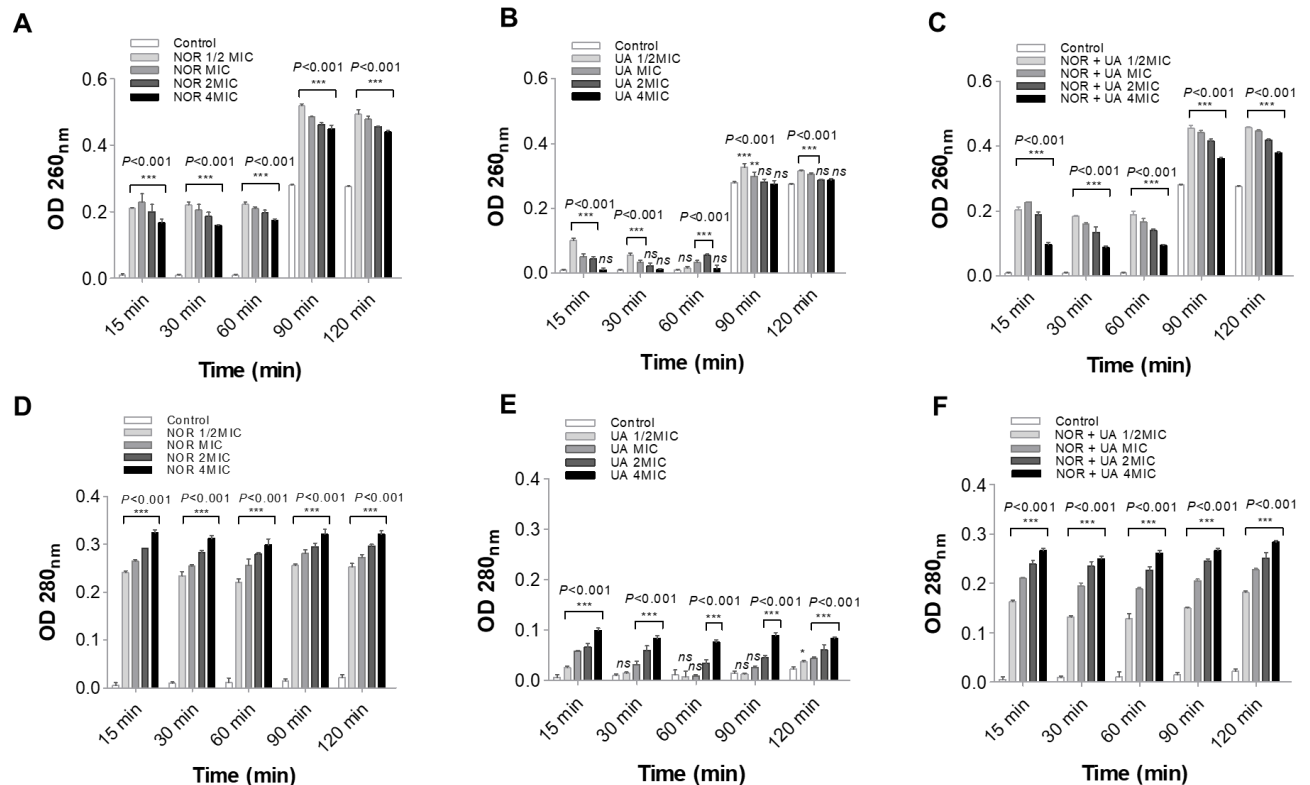 A
Control
NOR 1/2 MIC
NOR MIC
NOR 2MIC
NOR 4MIC
P<0.001
***
P<0.001
***
P<0.001
***
P<0.001
***
P<0.001
***
0.6
0.4
0.2
0.0
OD 260nm
15 min
30 min
60 min
90 min
120 min
Time (min)
B
Control
UA 1/2MIC
UA MIC
UA 2MIC
UA 4MIC
P<0.001
***
ns
P<0.001
***
ns
P<0.001
ns
***
ns
P<0.001
***
**
ns
ns
P<0.001
***
ns
ns
0.6
0.4
0.2
0.0
OD 260nm
15 min
30 min
60 min
90 min
120 min
Time (min)
C
Control
NOR + UA 1/2MIC
NOR + UA MIC
NOR + UA 2MIC
NOR + UA 4MIC
P<0.001
***
P<0.001
***
P<0.001
***
P<0.001
***
P<0.001
***
0.6
0.4
0.2
0.0
OD 260nm
15 min
30 min
60 min
90 min
120 min
Time (min)
D
Control
NOR 1/2MIC
NOR MIC
NOR 2MIC
NOR 4MIC
P<0.001
***
P<0.001
***
P<0.001
***
P<0.001
***
P<0.001
***
0.4
0.3
0.2
0.1
0.0
OD 280nm
15 min
30 min
60 min
90 min
120 min
Time (min)
E
Control
UA 1/2MIC
UA MIC
UA 2MIC
UA 4MIC
P<0.001
***
P<0.001
ns
***
P<0.001
ns
ns
***
P<0.001
ns
ns
***
P<0.001
*
***
0.4
0.3
0.2
0.1
0.0
OD 280nm
15 min
30 min
60 min
90 min
120 min
Time (min)
F
Control
NOR + UA 1/2MIC
NOR + UA MIC
NOR + UA 2MIC
NOR + UA 4MIC
P<0.001
***
P<0.001
***
P<0.001
***
P<0.001
***
P<0.001
***
0.4
0.3
0.2
0.1
0.0
OD 280nm
15 min
30 min
60 min
90 min
120 min
Time (min)